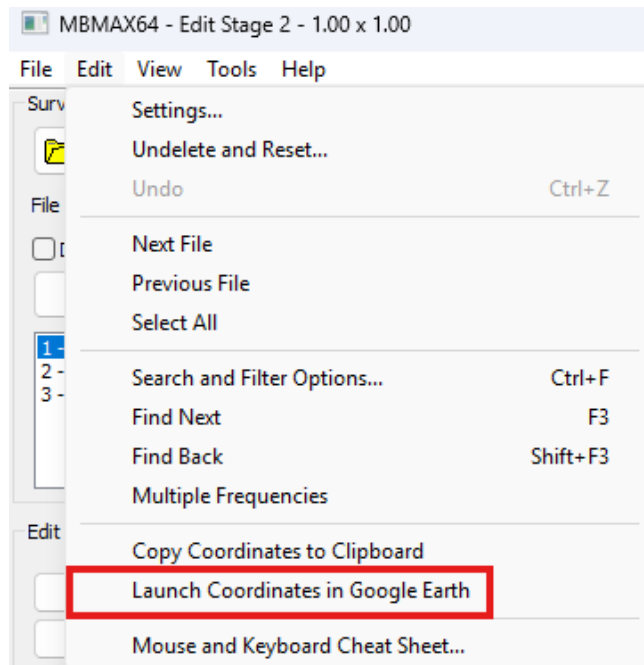 MBMAX64 - Edit Stage 2 - 1.00 x 1.00
File Edit View Tools Help
Surv
Settings...
Undelete and Reset...
Undo Ctrl+Z
File
Next File
Previous File
Select All
1 -
2 -
3 -
Search and Filter Options... Ctrl+F
Find Next F3
Find Back Shift+F3
Multiple Frequencies
Edit
Copy Coordinates to Clipboard
Launch Coordinates in Google Earth
Mouse and Keyboard Cheat Sheet...